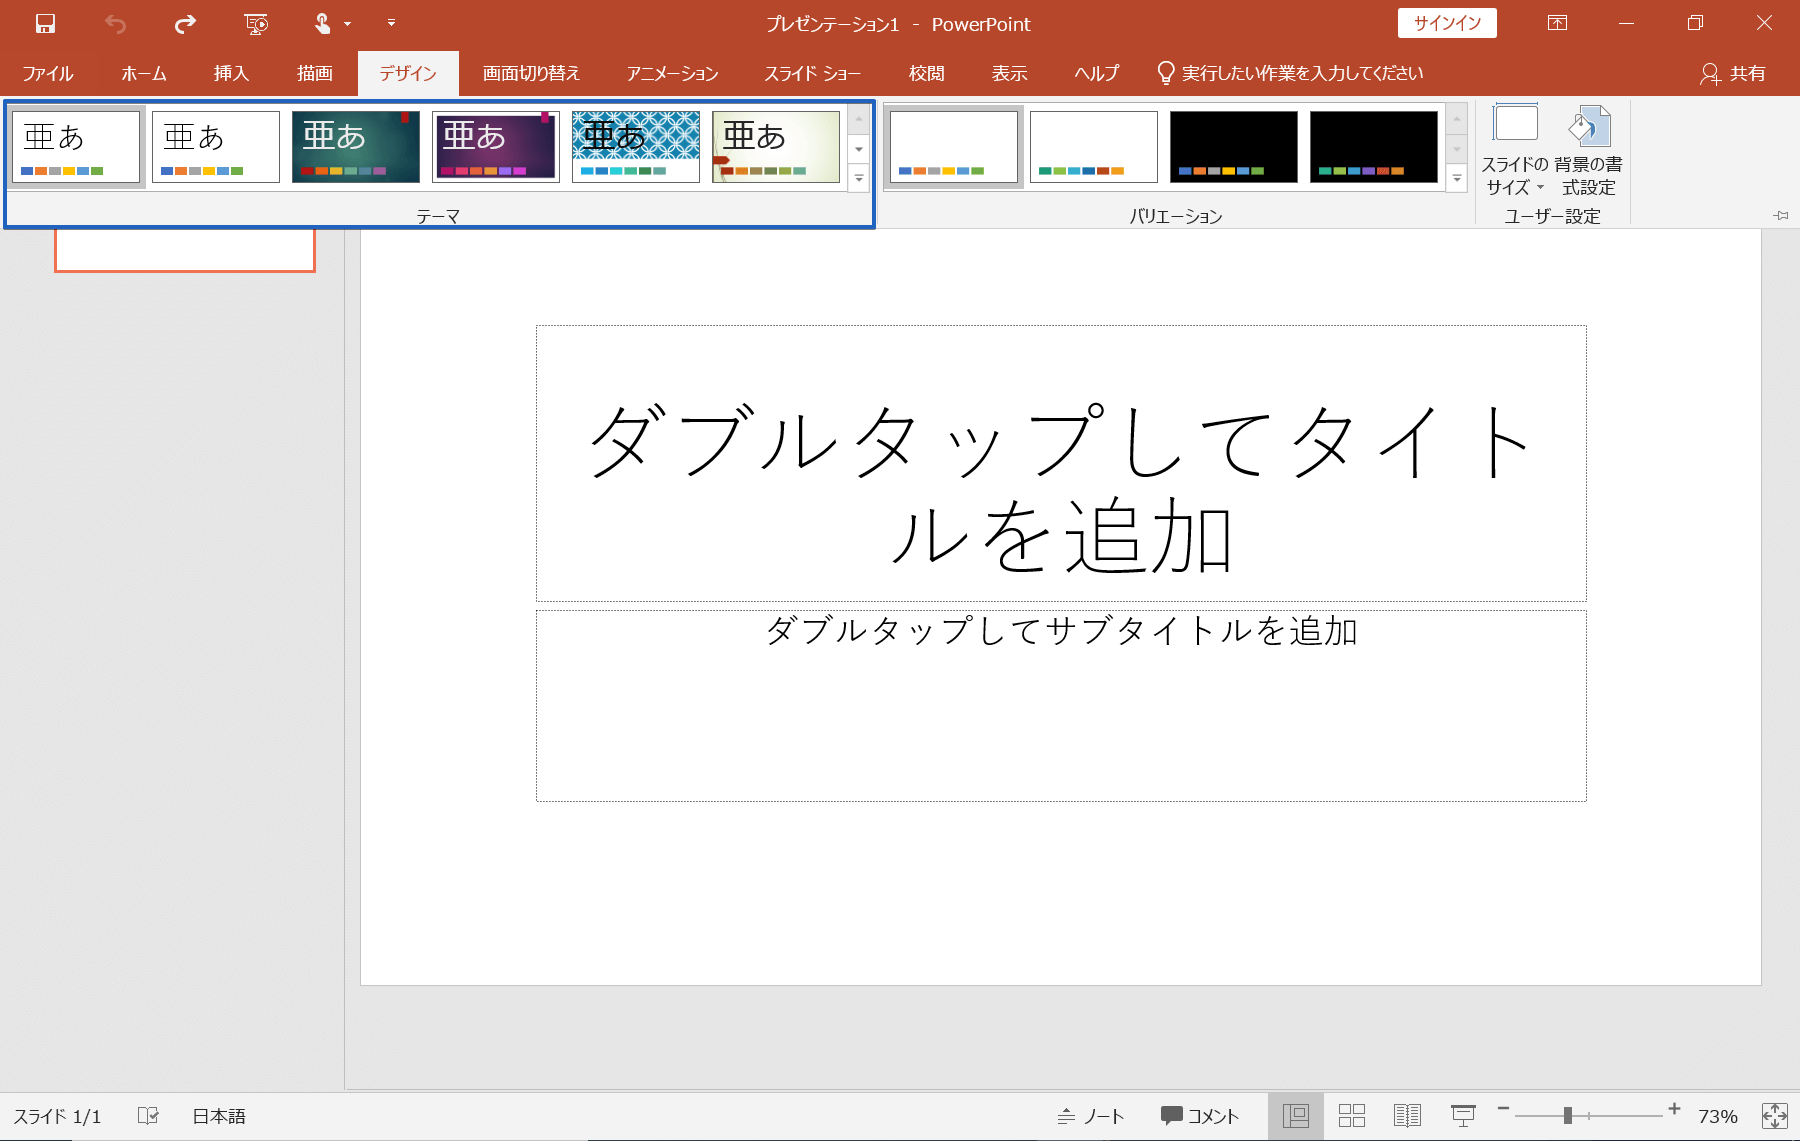 プレゼンテーション1 - PowerPoint
サインイン
ファイル ホーム 挿入 描画 デザイン 画面切り替え アニメーション スライド ショー 校閲 表示 ヘルプ 実行したい作業を入力してください 共有
亜あ 亜あ 亜あ 亜あ 亜あ 亜あ
スライドの
サイズ
背景の書
式設定
テーマ バリエーション ユーザー設定
ダブルタップしてタイト
ルを追加
ダブルタップしてサブタイトルを追加
スライド 1/1 日本語 ノート コメント 73%